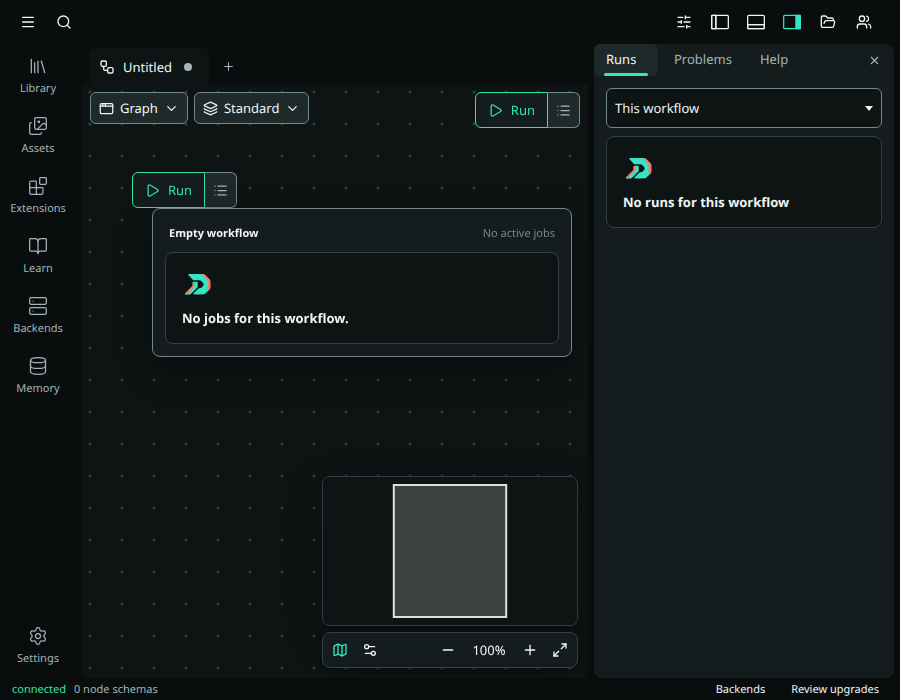 Untitled
Graph
Standard
Run
Run
Empty workflow
No active jobs
No jobs for this workflow.
100%
Library
Assets
Extensions
Learn
Backends
Memory
Settings
Runs
Problems
Help
This workflow
No runs for this workflow
connected
0 node schemas
Backends
Review upgrades